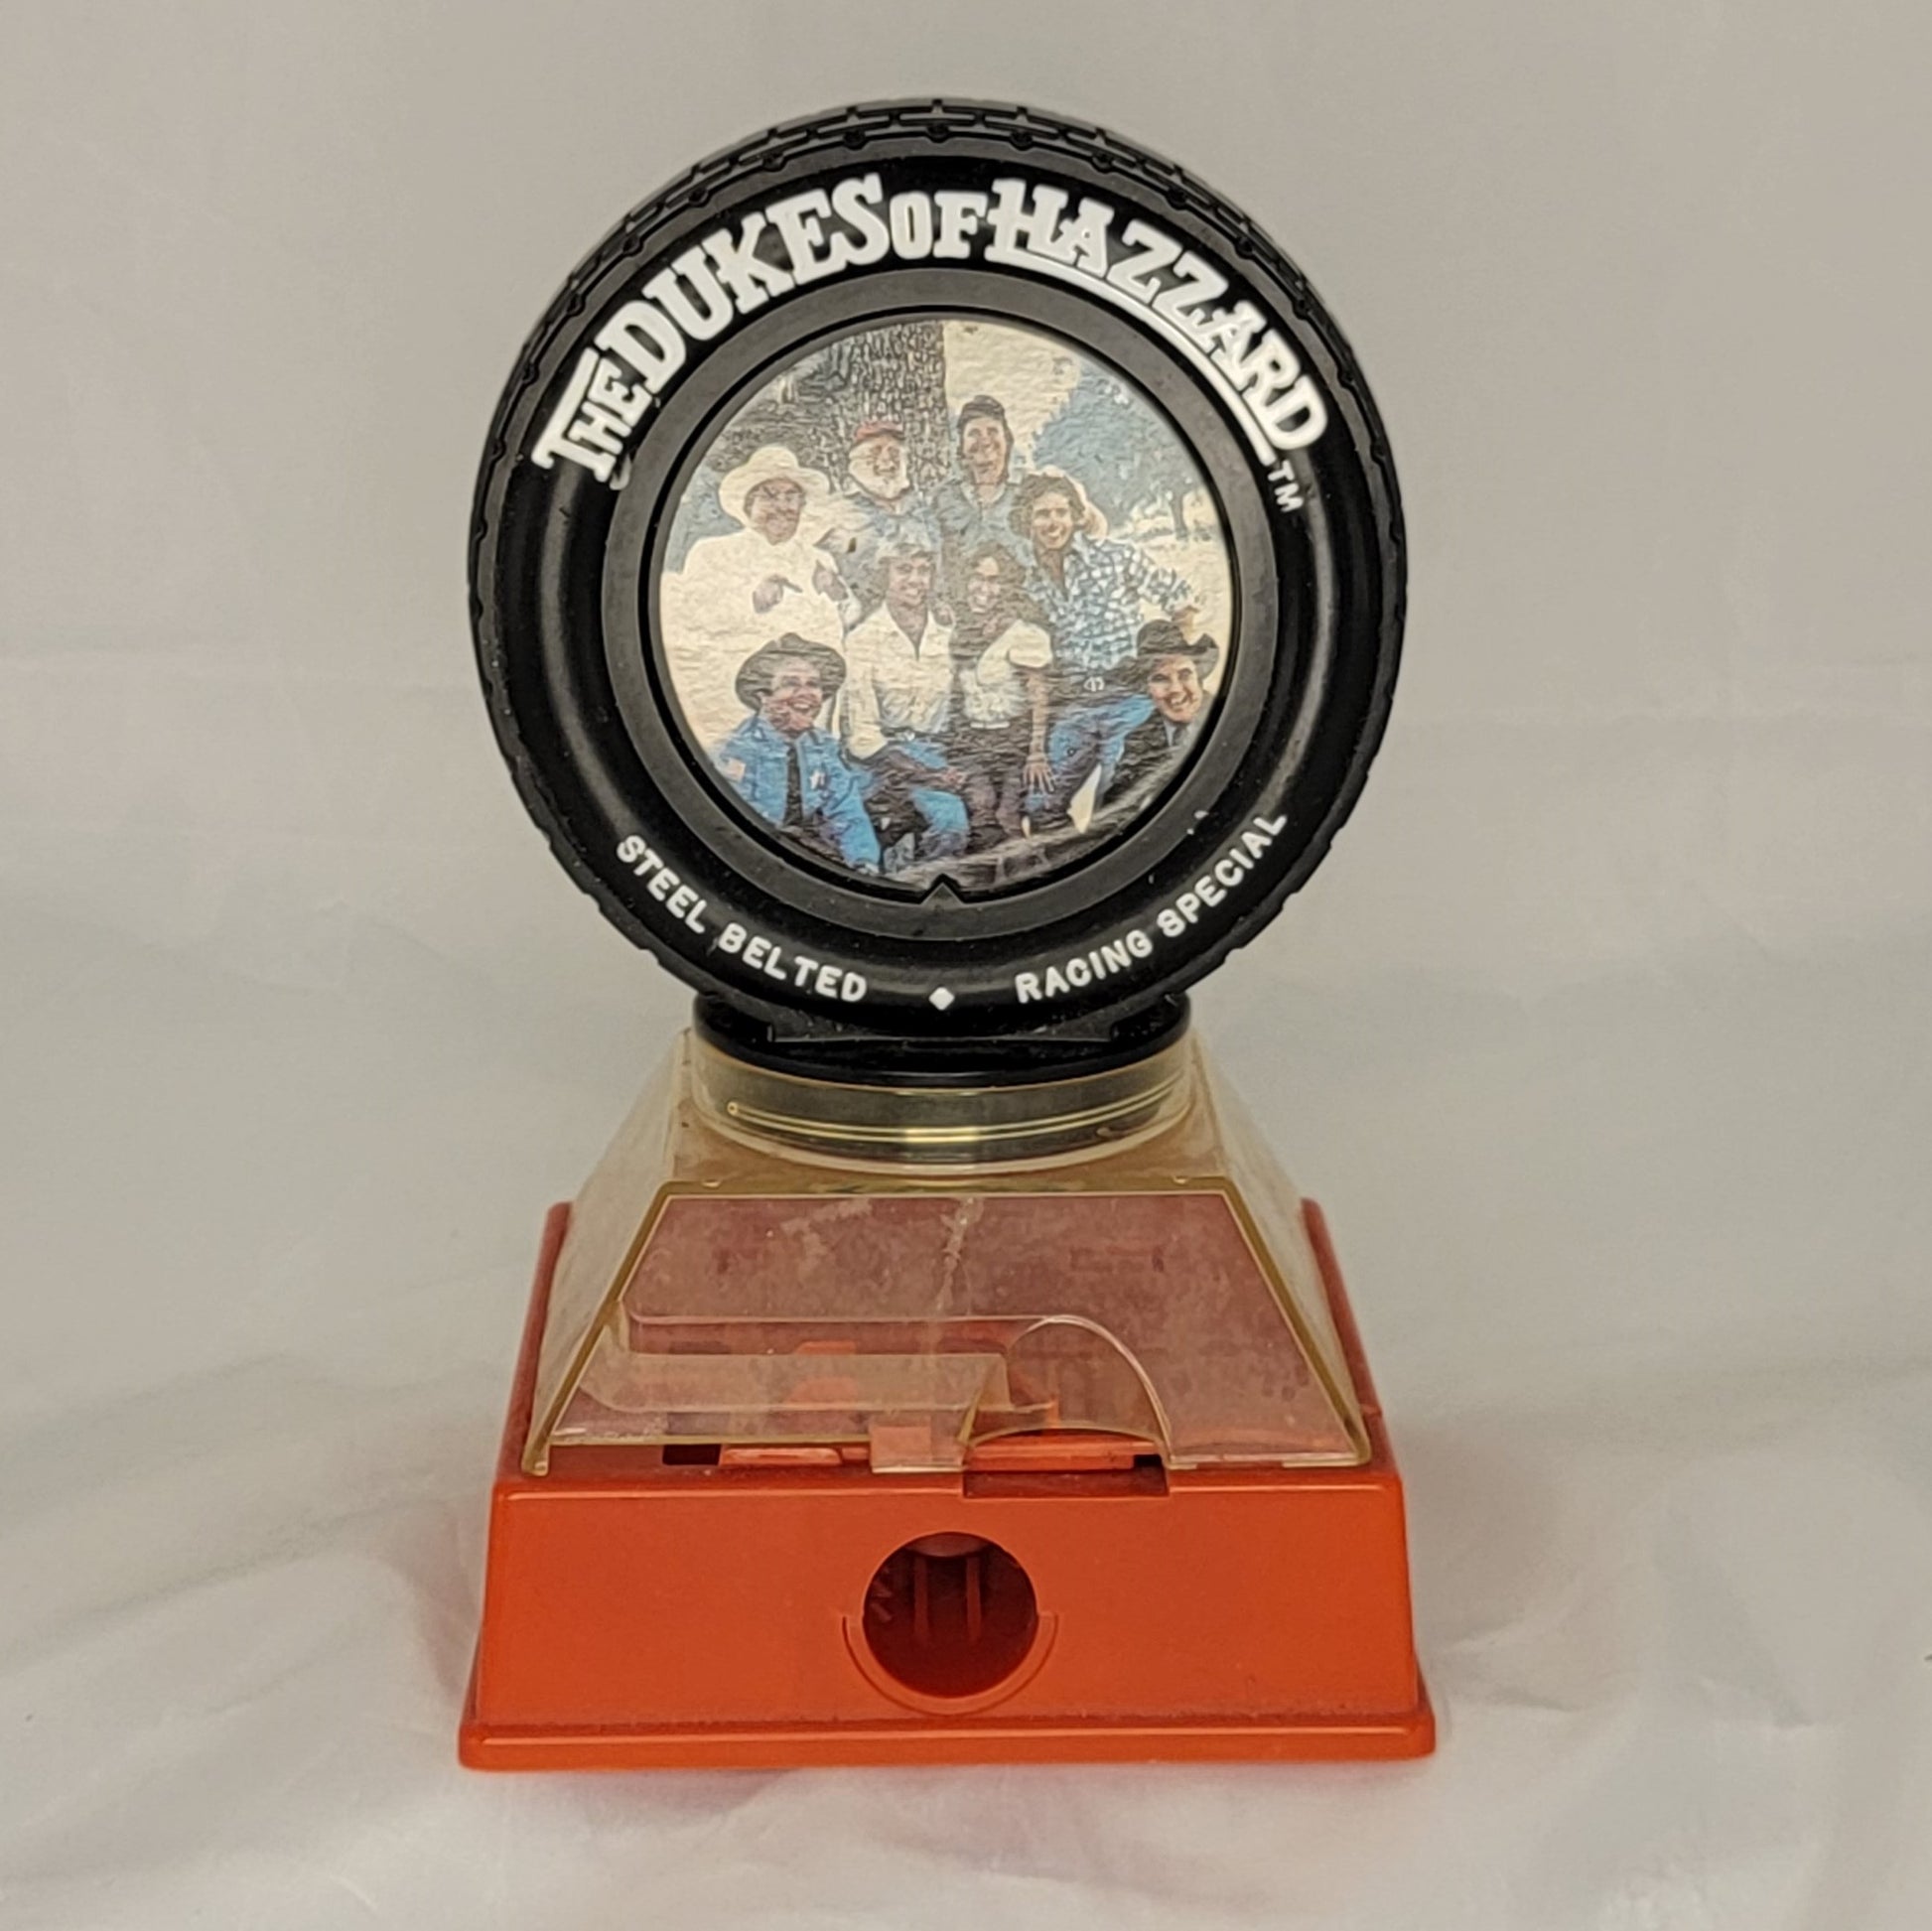 THE DUKES OF HAZZARD TM
STEEL BELTED ◆ RACING SPECIAL